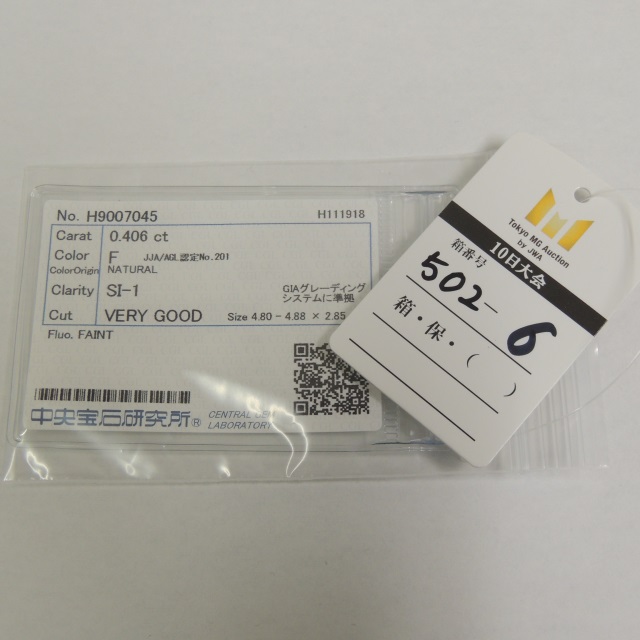 No. H9007045
H111918
Carat 0.406 ct
Color F JJA/AGL認定No.201
ColorOrigin NATURAL
Clarity SI-1
GIAグレーディング
システムに準拠
Cut VERY GOOD Size 4.80 - 4.88 × 2.85
Fluo. FAINT
中央宝石研究所®
CENTRAL GEM
LABORATORY
Tokyo MG Auction
by JWA
10日大会
箱番号
502-6
箱・保・( )